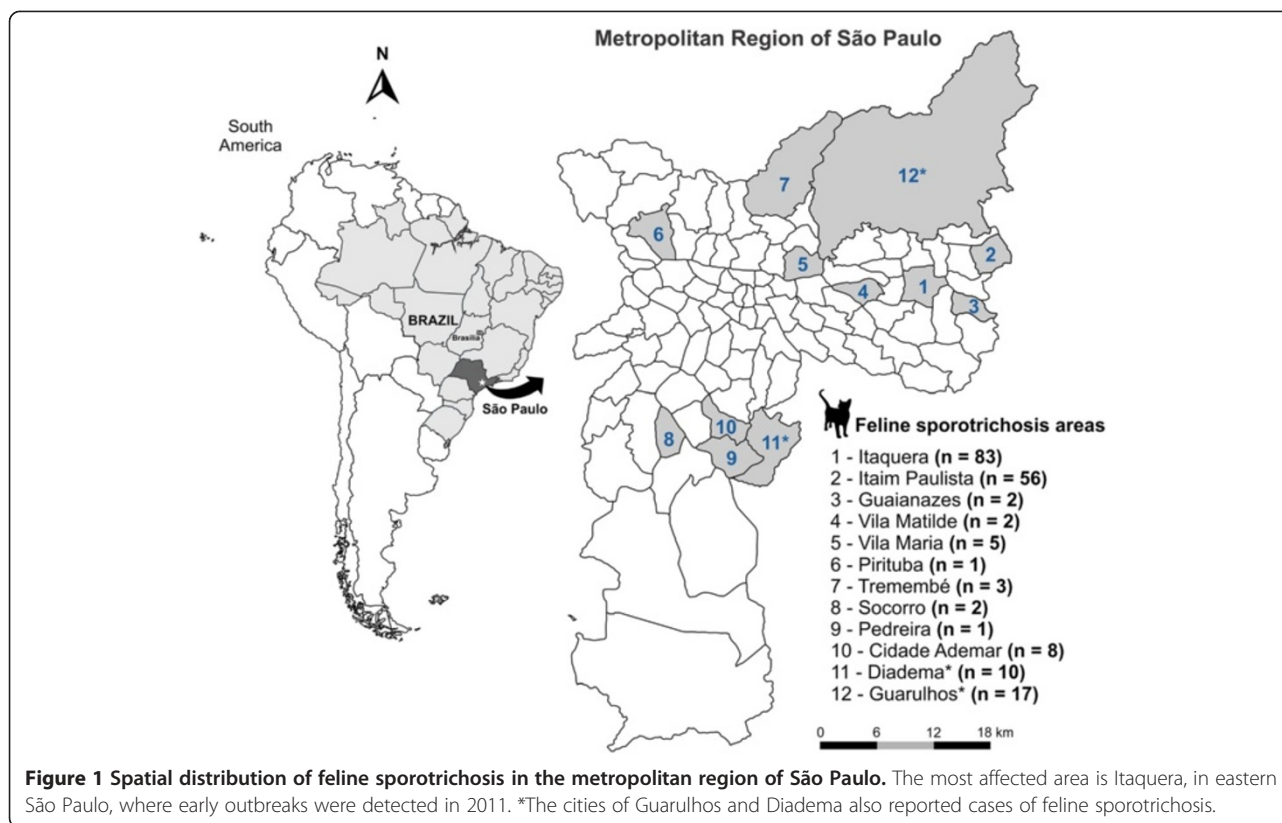 Metropolitan Region of São Paulo
N
South
America
BRAZIL
Brasília
São Paulo
7
12*
6
5
2
4
1
3
8
10
11*
9
Feline sporotrichosis areas
1 - Itaquera (n = 83)
2 - Itaim Paulista (n = 56)
3 - Guaianazes (n = 2)
4 - Vila Matilde (n = 2)
5 - Vila Maria (n = 5)
6 - Pirituba (n = 1)
7 - Tremembé (n = 3)
8 - Socorro (n = 2)
9 - Pedreira (n = 1)
10 - Cidade Ademar (n = 8)
11 - Diadema* (n = 10)
12 - Guarulhos* (n = 17)
0 6 12 18 km
Figure 1 Spatial distribution of feline sporotrichosis in the metropolitan region of São Paulo. The most affected area is Itaquera, in eastern
São Paulo, where early outbreaks were detected in 2011. *The cities of Guarulhos and Diadema also reported cases of feline sporotrichosis.